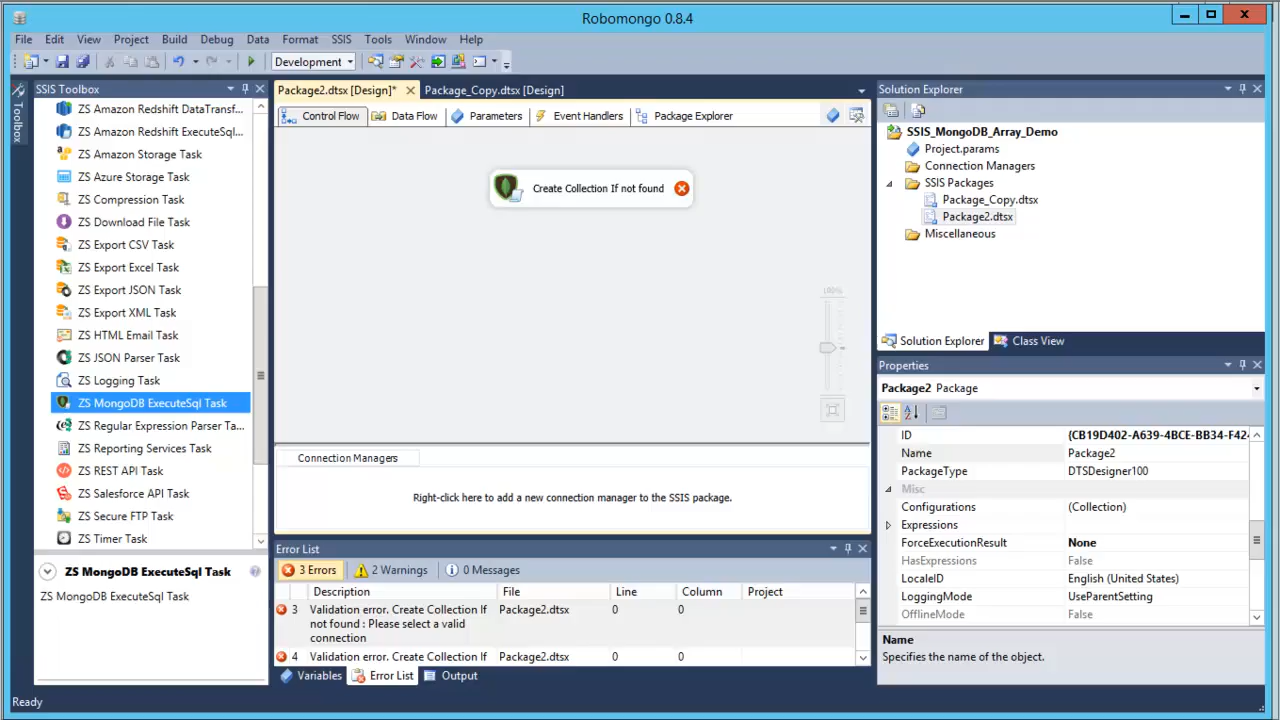 Robomongo 0.8.4
File Edit View Project Build Debug Data Format SSIS Tools Window Help
Development
SSIS Toolbox
Toolbox
ZS Amazon Redshift DataTransf...
ZS Amazon Redshift ExecuteSql...
ZS Amazon Storage Task
ZS Azure Storage Task
ZS Compression Task
ZS Download File Task
ZS Export CSV Task
ZS Export Excel Task
ZS Export JSON Task
ZS Export XML Task
ZS HTML Email Task
ZS JSON Parser Task
ZS Logging Task
ZS MongoDB ExecuteSql Task
ZS Regular Expression Parser Ta...
ZS Reporting Services Task
ZS REST API Task
ZS Salesforce API Task
ZS Secure FTP Task
ZS Timer Task
ZS MongoDB ExecuteSql Task
ZS MongoDB ExecuteSql Task
Package2.dtsx [Design]* Package_Copy.dtsx [Design]
Control Flow Data Flow Parameters Event Handlers Package Explorer
Create Collection If not found
100%
Connection Managers
Right-click here to add a new connection manager to the SSIS package.
Error List
3 Errors 2 Warnings 0 Messages
Description File Line Column Project
3 Validation error. Create Collection If Package2.dtsx 0 0
not found : Please select a valid
connection
4 Validation error. Create Collection If Package2.dtsx 0 0
Variables Error List Output
Solution Explorer
SSIS_MongoDB_Array_Demo
Project.params
Connection Managers
SSIS Packages
Package_Copy.dtsx
Package2.dtsx
Miscellaneous
Solution Explorer Class View
Properties
Package2 Package
ID {CB19D402-A639-4BCE-BB34-F424
Name Package2
PackageType DTSDesigner100
Misc
Configurations (Collection)
Expressions
ForceExecutionResult None
HasExpressions False
LocaleID English (United States)
LoggingMode UseParentSetting
OfflineMode False
Name
Specifies the name of the object.
Ready